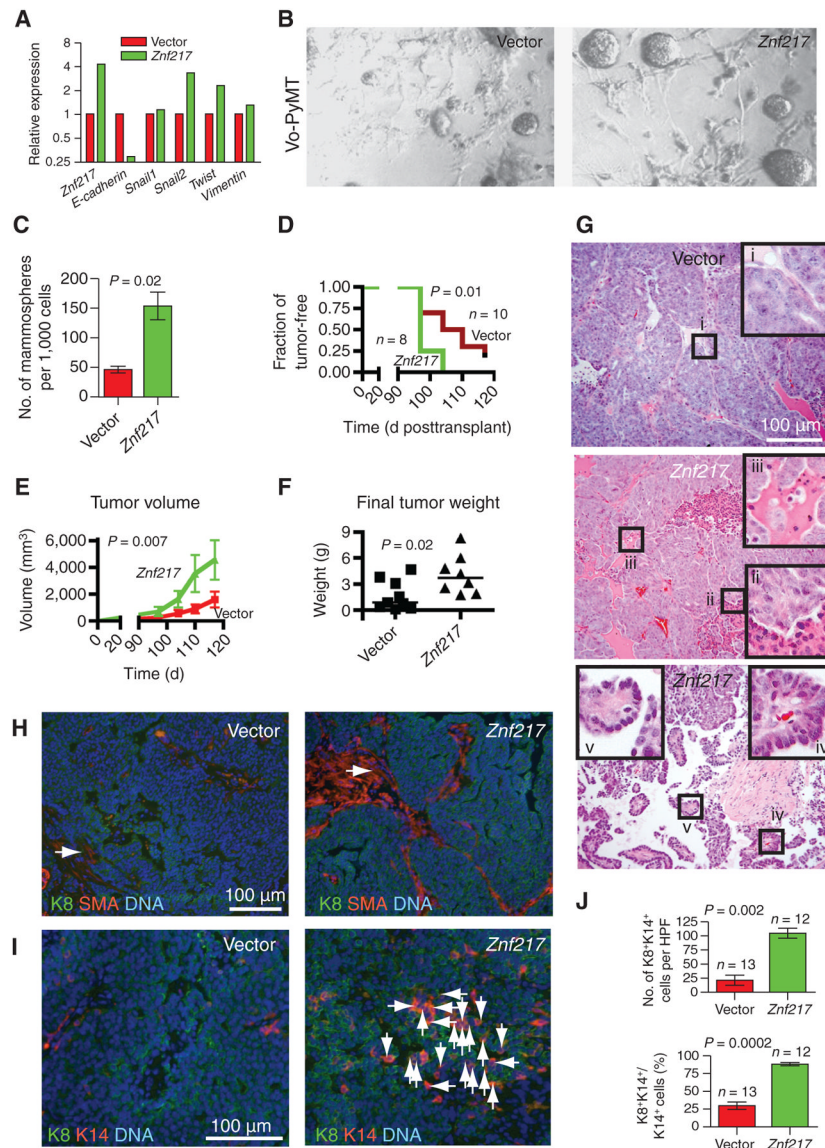 A
Relative expression
8
4
2
1
0.5
0.25
Vector
Znf217
Znf217
E-cadherin
Snail1
Snail2
Twist
Vimentin
B
Vo-PyMT
Vector
Znf217
C
No. of mammospheres
per 1,000 cells
200
150
100
50
0
P = 0.02
Vector
Znf217
D
Fraction of
tumor-free
1.00
0.75
0.50
0.25
0.00
P = 0.01
n = 10
Vector
n = 8
Znf217
0
20
90
100
110
120
Time (d posttransplant)
E
Tumor volume
Volume (mm3)
6,000
4,000
2,000
0
P = 0.007
Znf217
Vector
0
20
90
100
110
120
Time (d)
F
Final tumor weight
Weight (g)
9
6
3
0
P = 0.02
Vector
Znf217
G
Vector
i
i
100 µm
Znf217
iii
iii
ii
ii
Znf217
v
iv
v
iv
H
Vector
K8 SMA DNA
100 µm
Znf217
I
Vector
K8 K14 DNA
100 µm
Znf217
K8 K14 DNA
J
No. of K8+K14+
cells per HPF
125
100
75
50
25
0
P = 0.002
n = 12
n = 13
Vector
Znf217
K8+K14+/
K14+ cells (%)
100
75
50
25
0
P = 0.0002
n = 12
n = 13
Vector
Znf217